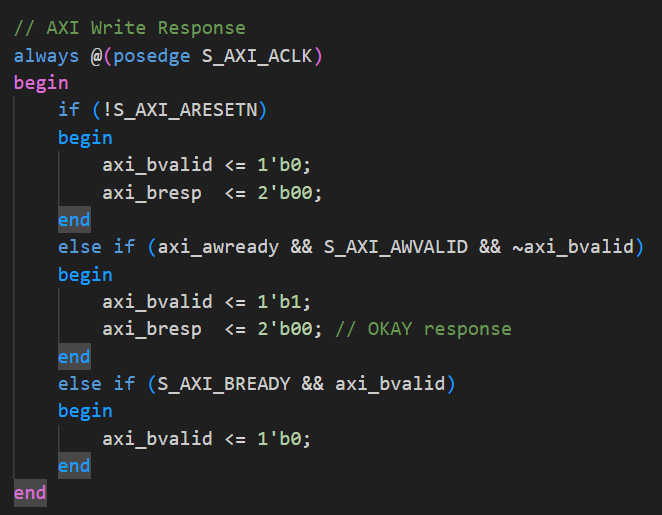 // AXI Write Response
always @(posedge S_AXI_ACLK)
begin
    if (!S_AXI_ARESETN)
    begin
        axi_bvalid <= 1'b0;
        axi_bresp  <= 2'b00;
    end
    else if (axi_awready && S_AXI_AWVALID && ~axi_bvalid)
    begin
        axi_bvalid <= 1'b1;
        axi_bresp  <= 2'b00; // OKAY response
    end
    else if (S_AXI_BREADY && axi_bvalid)
    begin
        axi_bvalid <= 1'b0;
    end
end